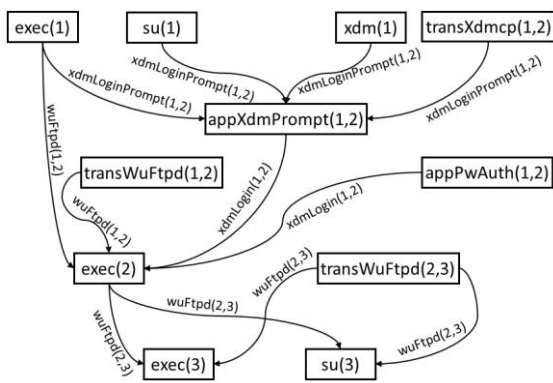 exec(1)
su(1)
xdm(1)
transXdmcp(1,2)
xdmLoginPrompt(1,2)
xdmLoginPrompt(1,2)
xdmLoginPrompt(1,2)
xdmLoginPrompt(1,2)
appXdmPrompt(1,2)
wuFtpd(1,2)
transWuFtpd(1,2)
appPwAuth(1,2)
wuFtpd(1,2)
xdmLogin(1,2)
xdmLogin(1,2)
exec(2)
transWuFtpd(2,3)
wuFtpd(2,3)
wuFtpd(2,3)
wuFtpd(2,3)
wuFtpd(2,3)
exec(3)
su(3)